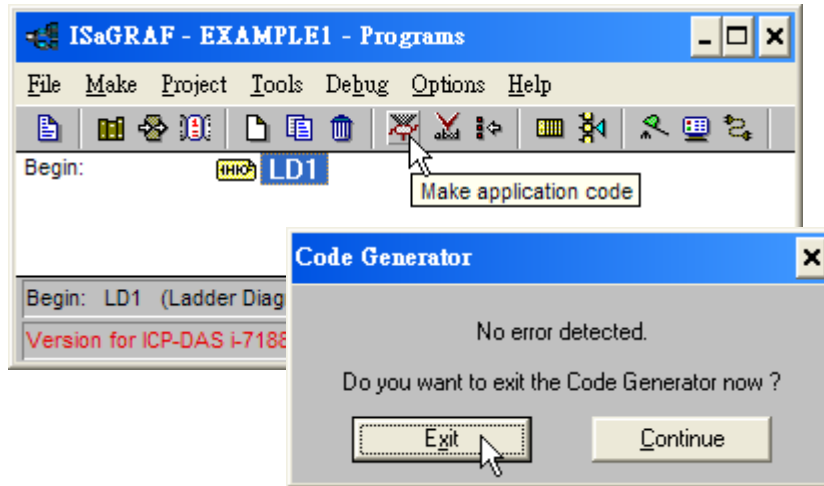 ISaGRAF - EXAMPLE1 - Programs
File Make Project Tools Debug Options Help
Begin: LD1
Make application code
Begin: LD1 (Ladder Diag
Version for ICP-DAS i-7188
Code Generator
No error detected.
Do you want to exit the Code Generator now ?
Exit Continue